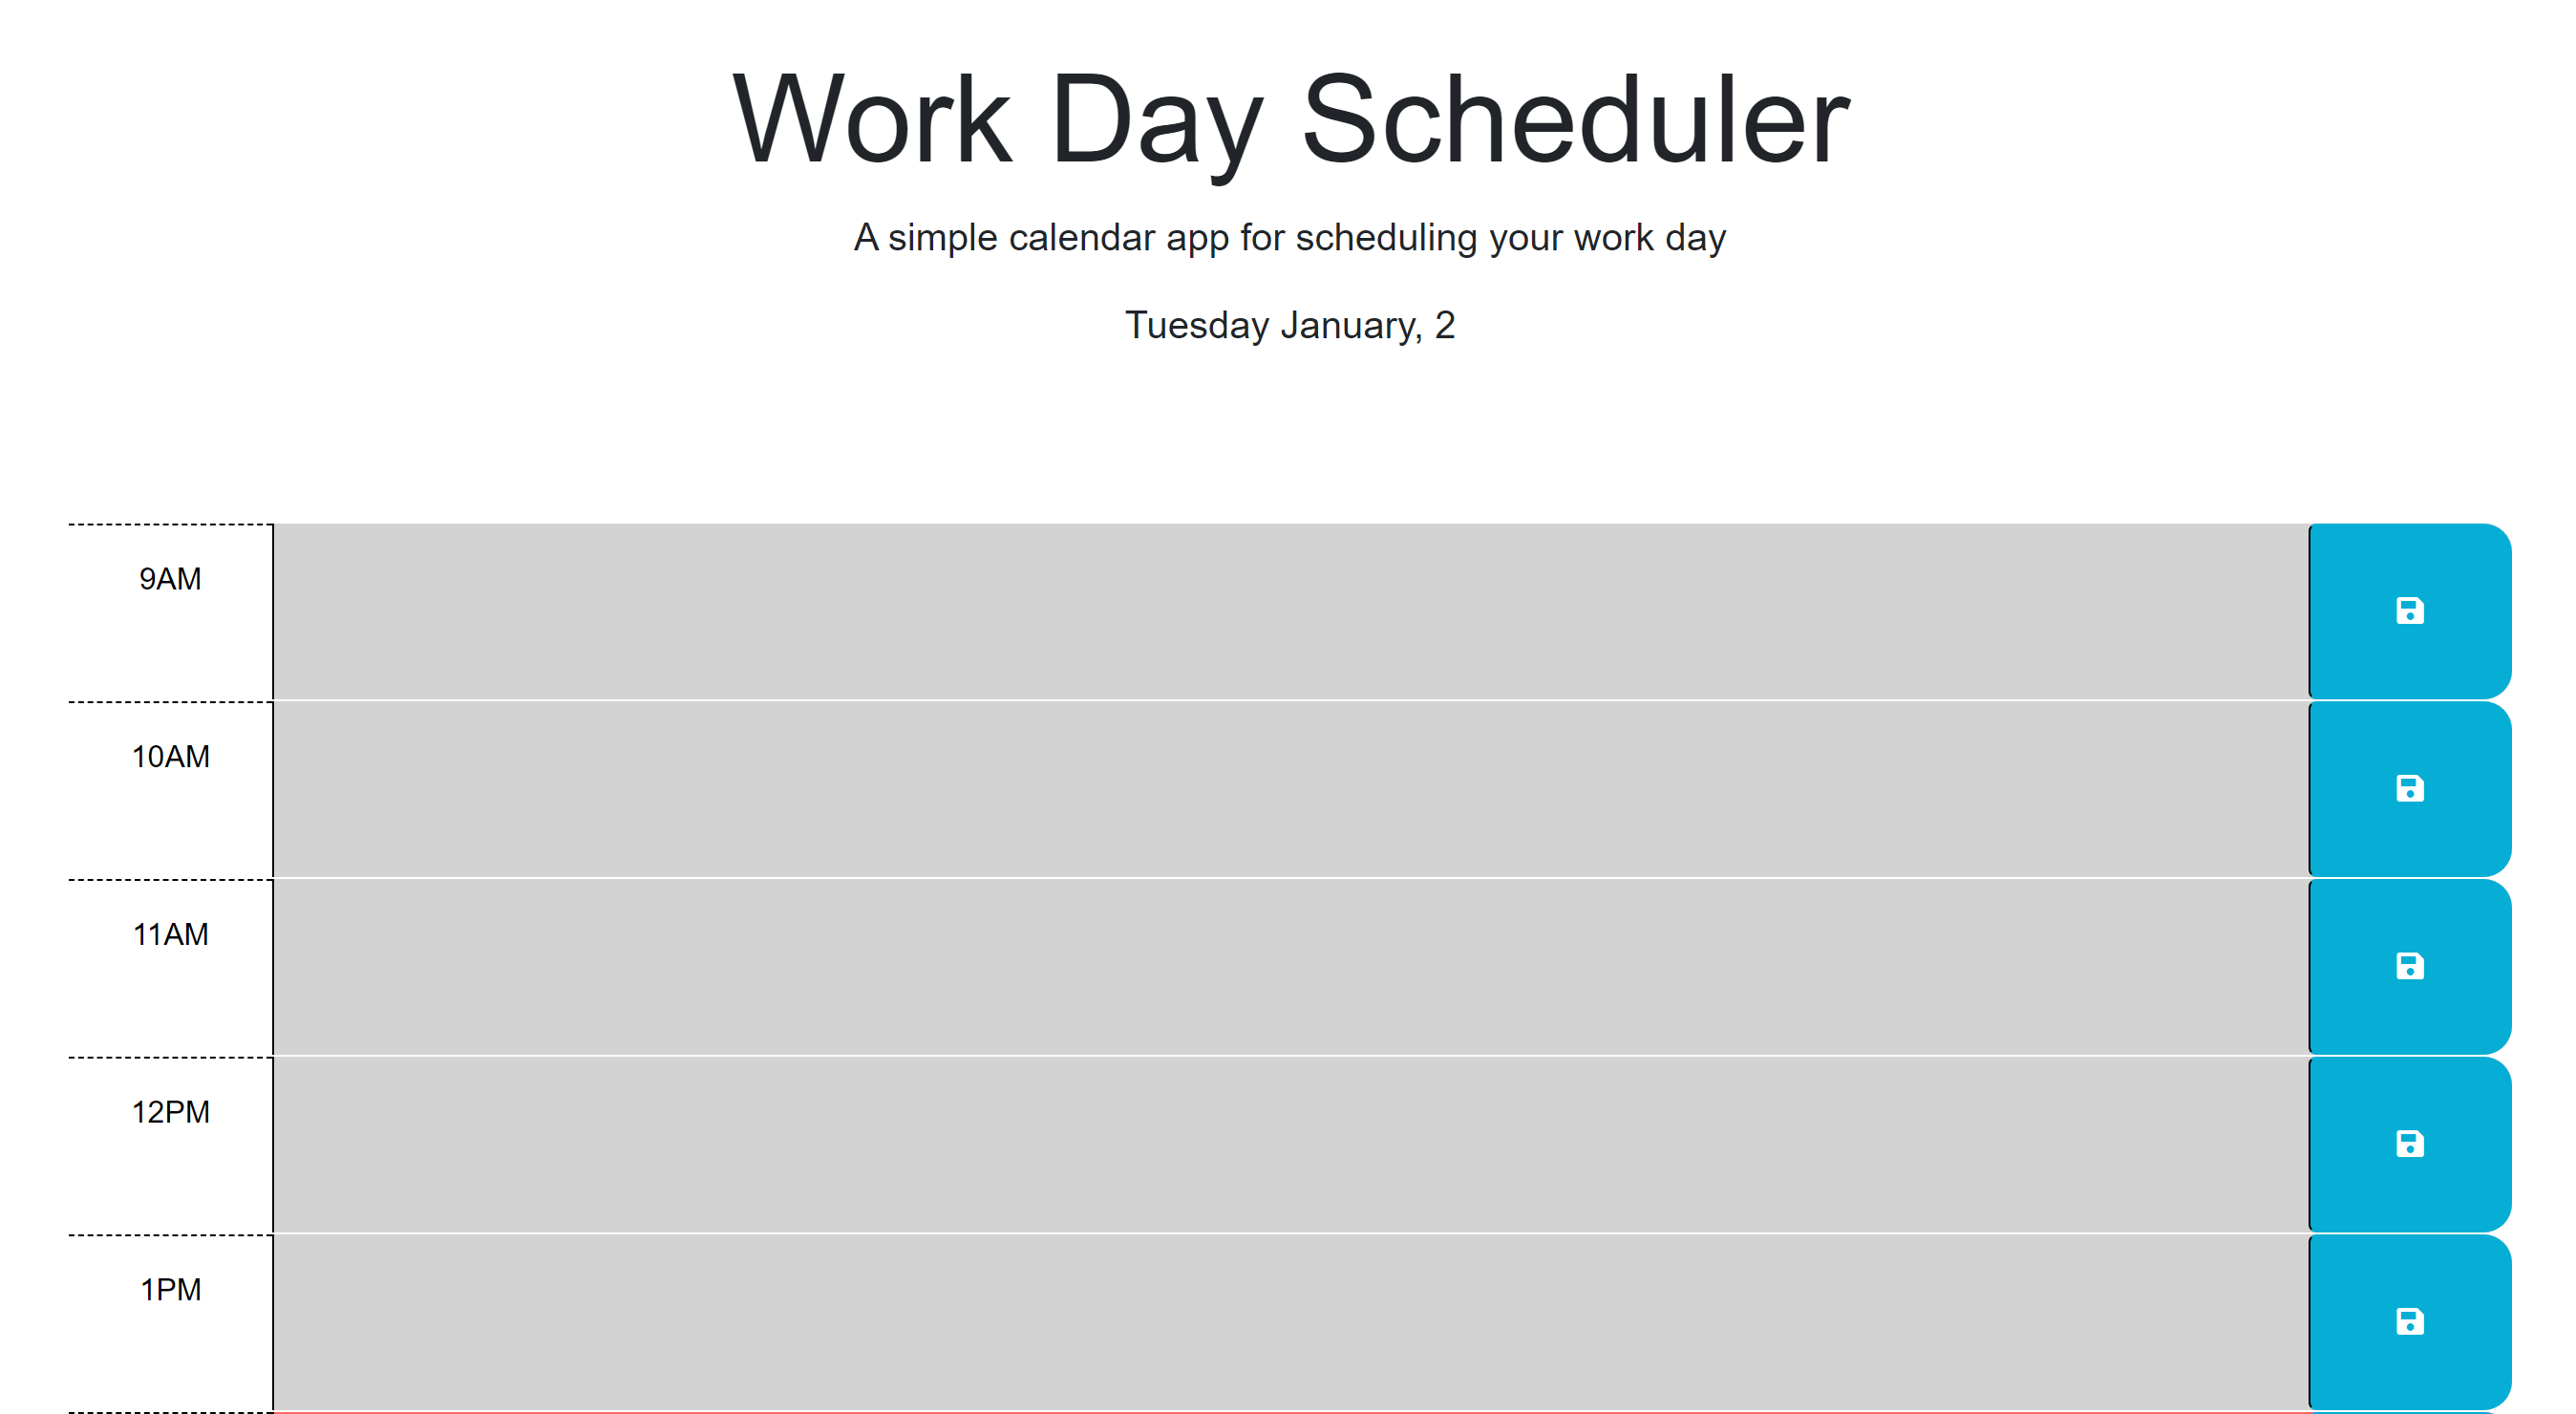 Work Day Scheduler
A simple calendar app for scheduling your work day
Tuesday January, 2
9AM
10AM
11AM
12PM
1PM